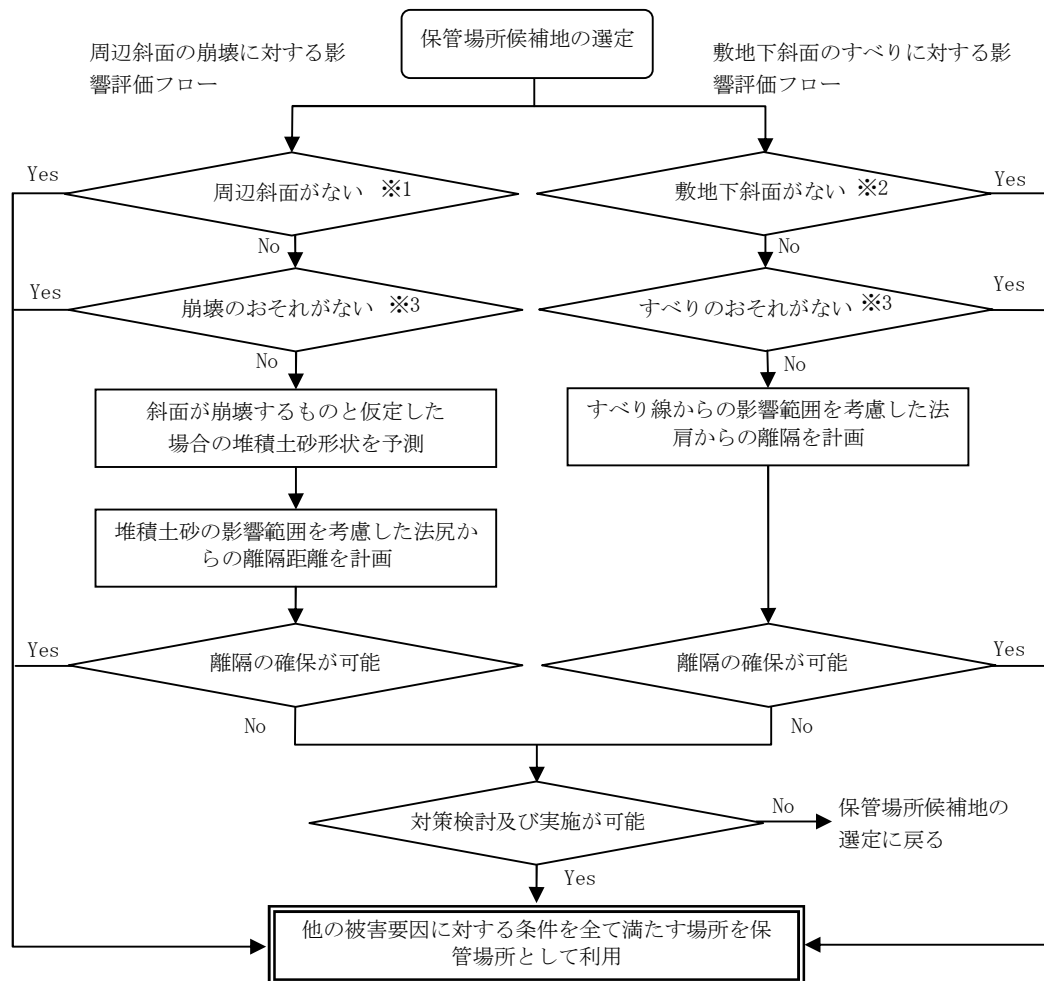 保管場所候補地の選定
周辺斜面の崩壊に対する影
響評価フロー
敷地下斜面のすべりに対する影
響評価フロー
Yes
周辺斜面がない ※1
敷地下斜面がない ※2
Yes
No
No
Yes
崩壊のおそれがない ※3
すべりのおそれがない ※3
Yes
No
No
斜面が崩壊するものと仮定した
場合の堆積土砂形状を予測
すべり線からの影響範囲を考慮した法
肩からの離隔を計画
堆積土砂の影響範囲を考慮した法尻か
らの離隔距離を計画
Yes
離隔の確保が可能
離隔の確保が可能
Yes
No
No
対策検討及び実施が可能
No
保管場所候補地の
選定に戻る
Yes
他の被害要因に対する条件を全て満たす場所を保
管場所として利用